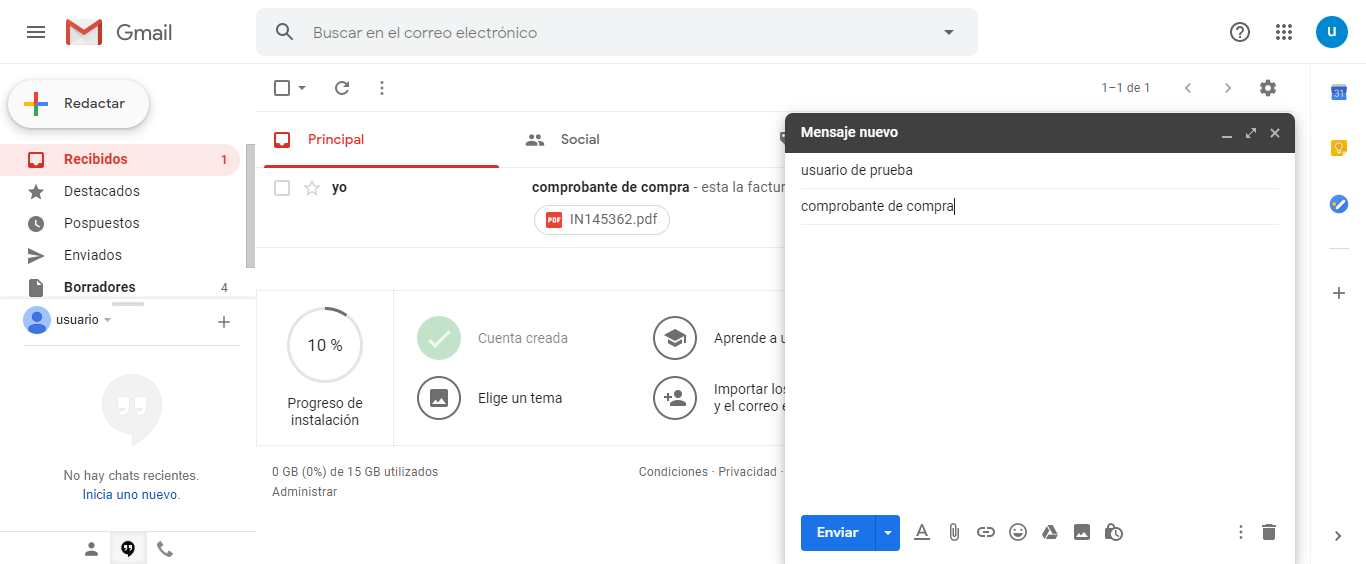 Gmail
Buscar en el correo electrónico
u
Redactar
1–1 de 1
31
Recibidos 1
Destacados
Pospuestos
Enviados
Borradores 4
Principal
Social
yo
comprobante de compra - esta la factur
PDF IN145362.pdf
Mensaje nuevo
usuario de prueba
comprobante de compra
usuario
No hay chats recientes.
Inicia uno nuevo.
10 %
Progreso de
instalación
Cuenta creada
Elige un tema
Aprende a u
Importar los
y el correo e
0 GB (0%) de 15 GB utilizados
Administrar
Condiciones · Privacidad ·
Enviar